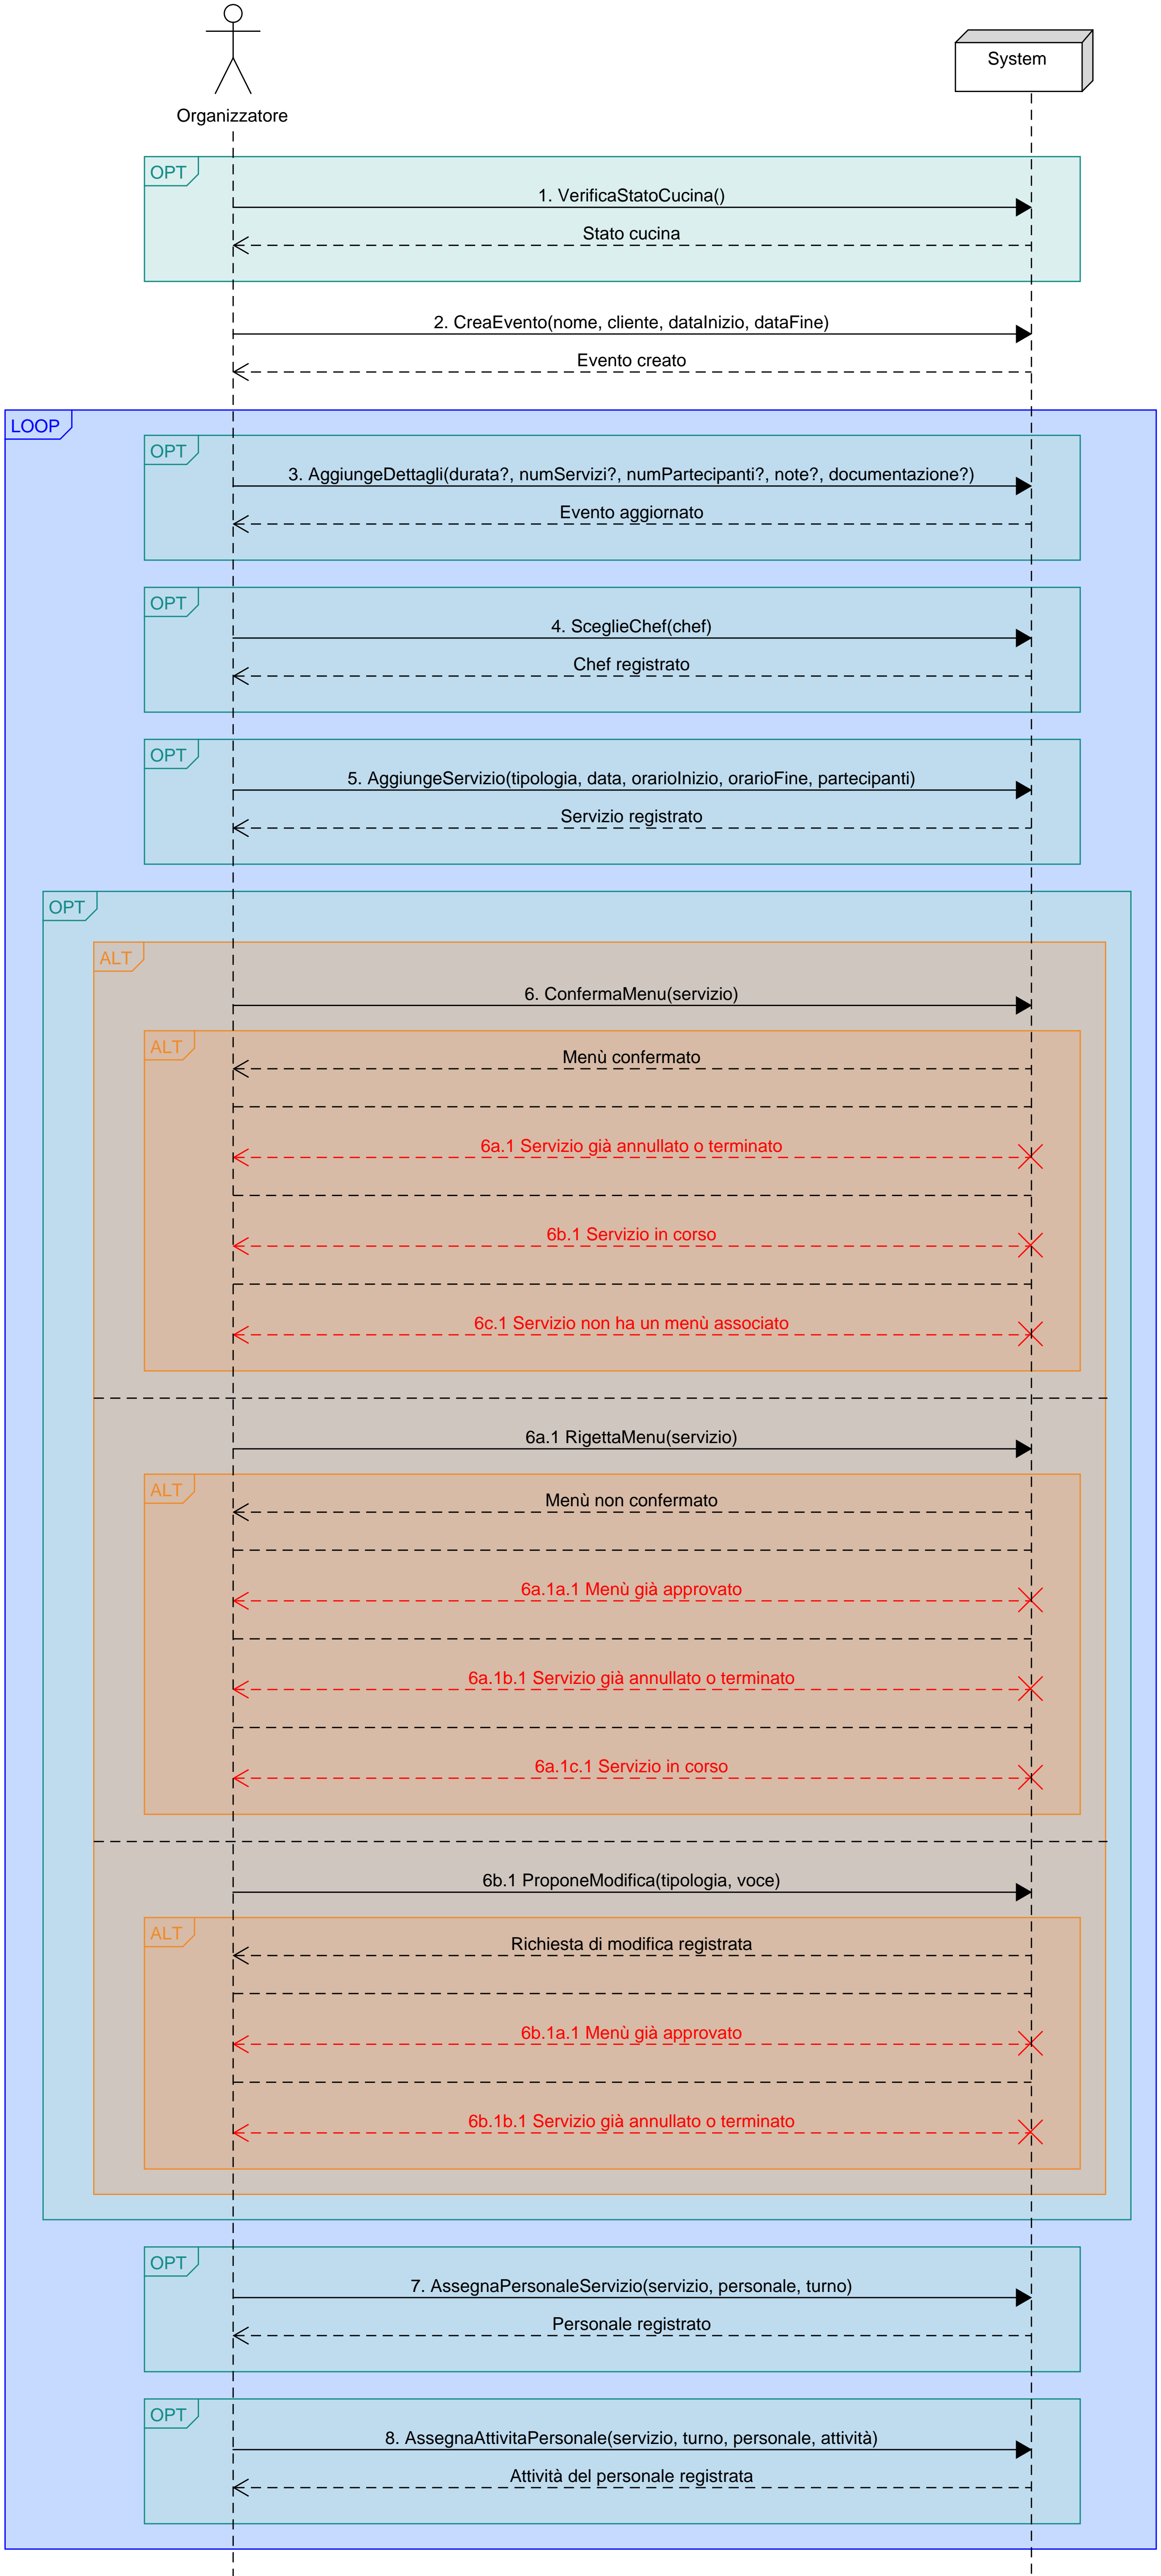 Organizzatore
System
OPT
1. VerificaStatoCucina()
Stato cucina
2. CreaEvento(nome, cliente, dataInizio, dataFine)
Evento creato
LOOP
OPT
3. AggiungeDettagli(durata?, numServizi?, numPartecipanti?, note?, documentazione?)
Evento aggiornato
OPT
4. SceglieChef(chef)
Chef registrato
OPT
5. AggiungeServizio(tipologia, data, orarioInizio, orarioFine, partecipanti)
Servizio registrato
OPT
ALT
6. ConfermaMenu(servizio)
ALT
Menù confermato
6a.1 Servizio già annullato o terminato
6b.1 Servizio in corso
6c.1 Servizio non ha un menù associato
6a.1 RigettaMenu(servizio)
ALT
Menù non confermato
6a.1a.1 Menù già approvato
6a.1b.1 Servizio già annullato o terminato
6a.1c.1 Servizio in corso
6b.1 ProponeModifica(tipologia, voce)
ALT
Richiesta di modifica registrata
6b.1a.1 Menù già approvato
6b.1b.1 Servizio già annullato o terminato
OPT
7. AssegnaPersonaleServizio(servizio, personale, turno)
Personale registrato
OPT
8. AssegnaAttivitaPersonale(servizio, turno, personale, attività)
Attività del personale registrata